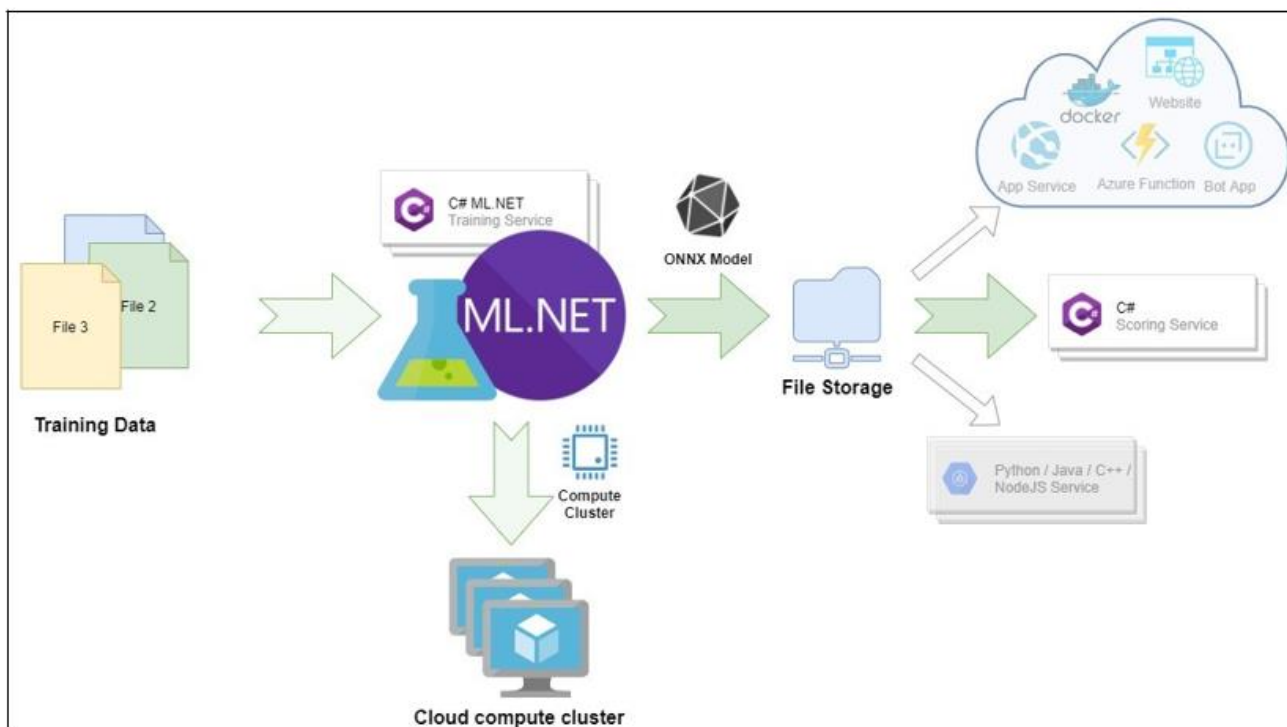 Website
docker
App Service
Azure Function
Bot App
C# ML.NET
Training Service
ONNX Model
File 2
File 3
ML.NET
C#
Scoring Service
File Storage
Training Data
Python / Java / C++ /
NodeJS Service
Compute
Cluster
Cloud compute cluster